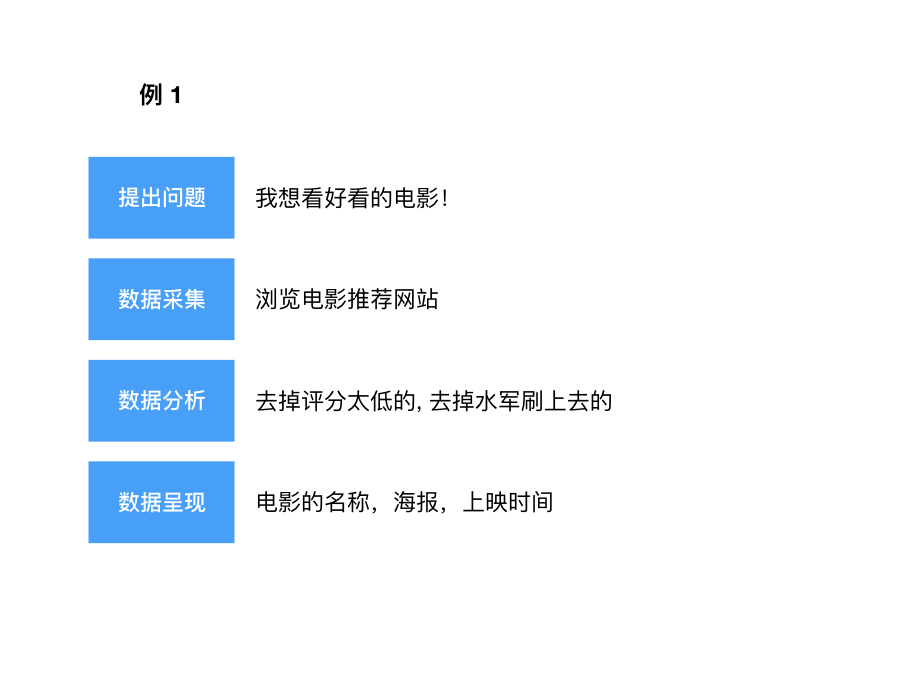 例 1
提出问题 我想看好看的电影！
数据采集 浏览电影推荐网站
数据分析 去掉评分太低的, 去掉水军刷上去的
数据呈现 电影的名称，海报，上映时间